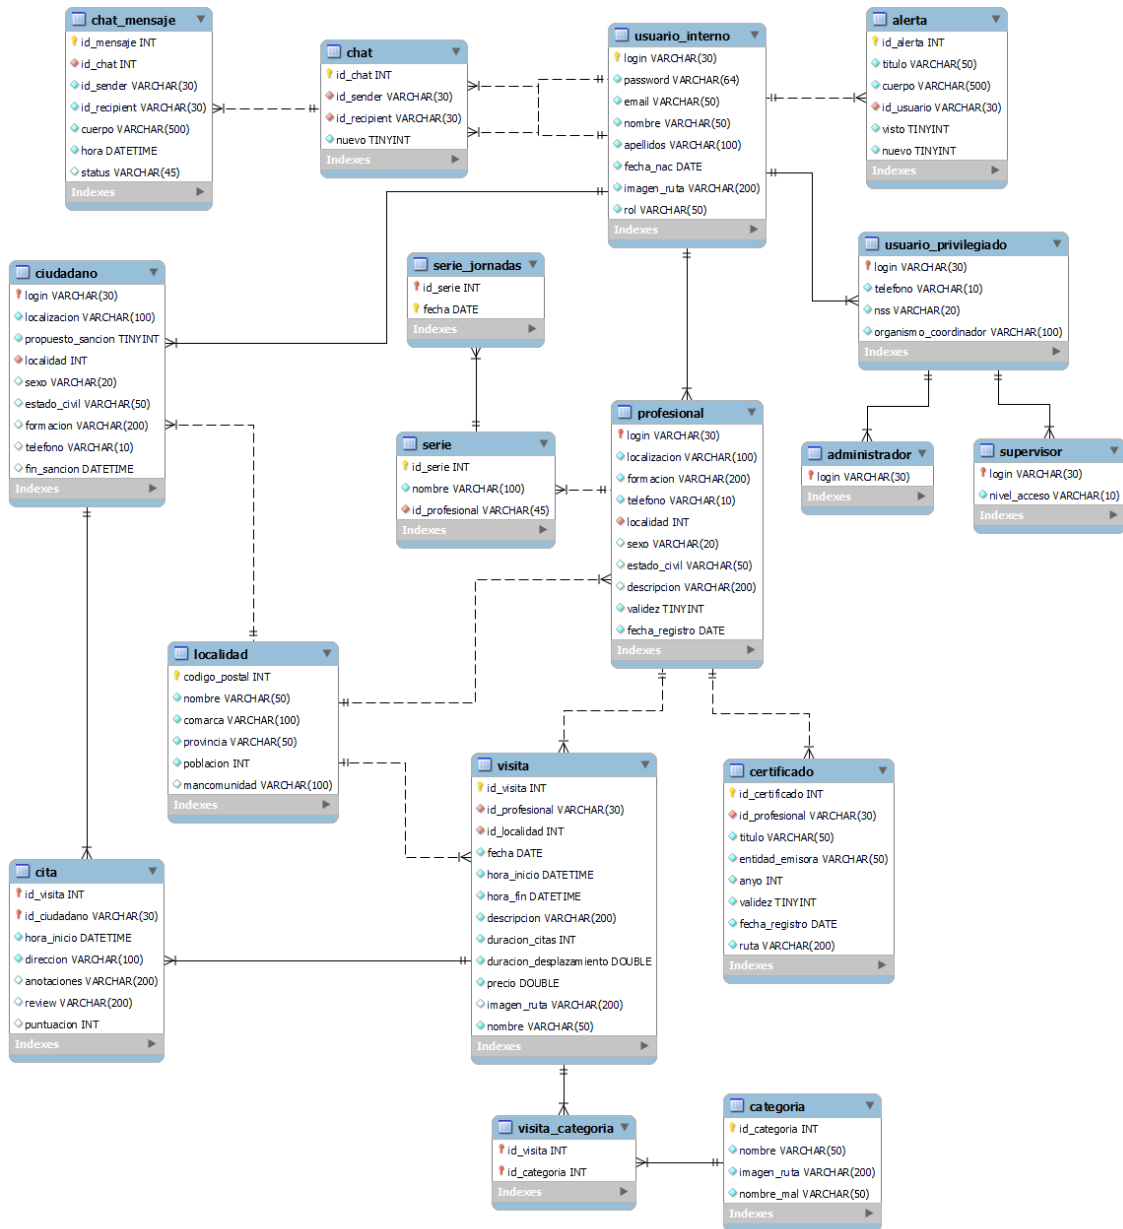 chat_mensaje
id_mensaje INT
id_chat INT
id_sender VARCHAR(30)
id_recipient VARCHAR(30)
cuerpo VARCHAR(500)
hora DATETIME
status VARCHAR(45)
Indexes
chat
id_chat INT
id_sender VARCHAR(30)
id_recipient VARCHAR(30)
nuevo TINYINT
Indexes
usuario_interno
login VARCHAR(30)
password VARCHAR(64)
email VARCHAR(50)
nombre VARCHAR(50)
apellidos VARCHAR(100)
fecha_nac DATE
imagen_ruta VARCHAR(200)
rol VARCHAR(50)
Indexes
alerta
id_alerta INT
titulo VARCHAR(50)
cuerpo VARCHAR(500)
id_usuario VARCHAR(30)
visto TINYINT
nuevo TINYINT
Indexes
ciudadano
login VARCHAR(30)
localizacion VARCHAR(100)
propuesto_sancion TINYINT
localidad INT
sexo VARCHAR(20)
estado_civil VARCHAR(50)
formacion VARCHAR(200)
telefono VARCHAR(10)
fin_sancion DATETIME
Indexes
serie_jornadas
id_serie INT
fecha DATE
Indexes
usuario_privilegiado
login VARCHAR(30)
telefono VARCHAR(10)
nss VARCHAR(20)
organismo_coordinador VARCHAR(100)
Indexes
serie
id_serie INT
nombre VARCHAR(100)
id_profesional VARCHAR(45)
Indexes
profesional
login VARCHAR(30)
localizacion VARCHAR(100)
formacion VARCHAR(200)
telefono VARCHAR(10)
localidad INT
sexo VARCHAR(20)
estado_civil VARCHAR(50)
descripcion VARCHAR(200)
validez TINYINT
fecha_registro DATE
Indexes
administrador
login VARCHAR(30)
Indexes
supervisor
login VARCHAR(30)
nivel_acceso VARCHAR(10)
Indexes
localidad
codigo_postal INT
nombre VARCHAR(50)
comarca VARCHAR(100)
provincia VARCHAR(50)
poblacion INT
mancomunidad VARCHAR(100)
Indexes
visita
id_visita INT
id_profesional VARCHAR(30)
id_localidad INT
fecha DATE
hora_inicio DATETIME
hora_fin DATETIME
descripcion VARCHAR(200)
duracion_citas INT
duracion_desplazamiento DOUBLE
precio DOUBLE
imagen_ruta VARCHAR(200)
nombre VARCHAR(50)
Indexes
certificado
id_certificado INT
id_profesional VARCHAR(30)
titulo VARCHAR(50)
entidad_emisora VARCHAR(50)
anyo INT
validez TINYINT
fecha_registro DATE
ruta VARCHAR(200)
Indexes
cita
id_visita INT
id_ciudadano VARCHAR(30)
hora_inicio DATETIME
direccion VARCHAR(100)
anotaciones VARCHAR(200)
review VARCHAR(200)
puntuacion INT
Indexes
visita_categoria
id_visita INT
id_categoria INT
Indexes
categoria
id_categoria INT
nombre VARCHAR(50)
imagen_ruta VARCHAR(200)
nombre_mal VARCHAR(50)
Indexes